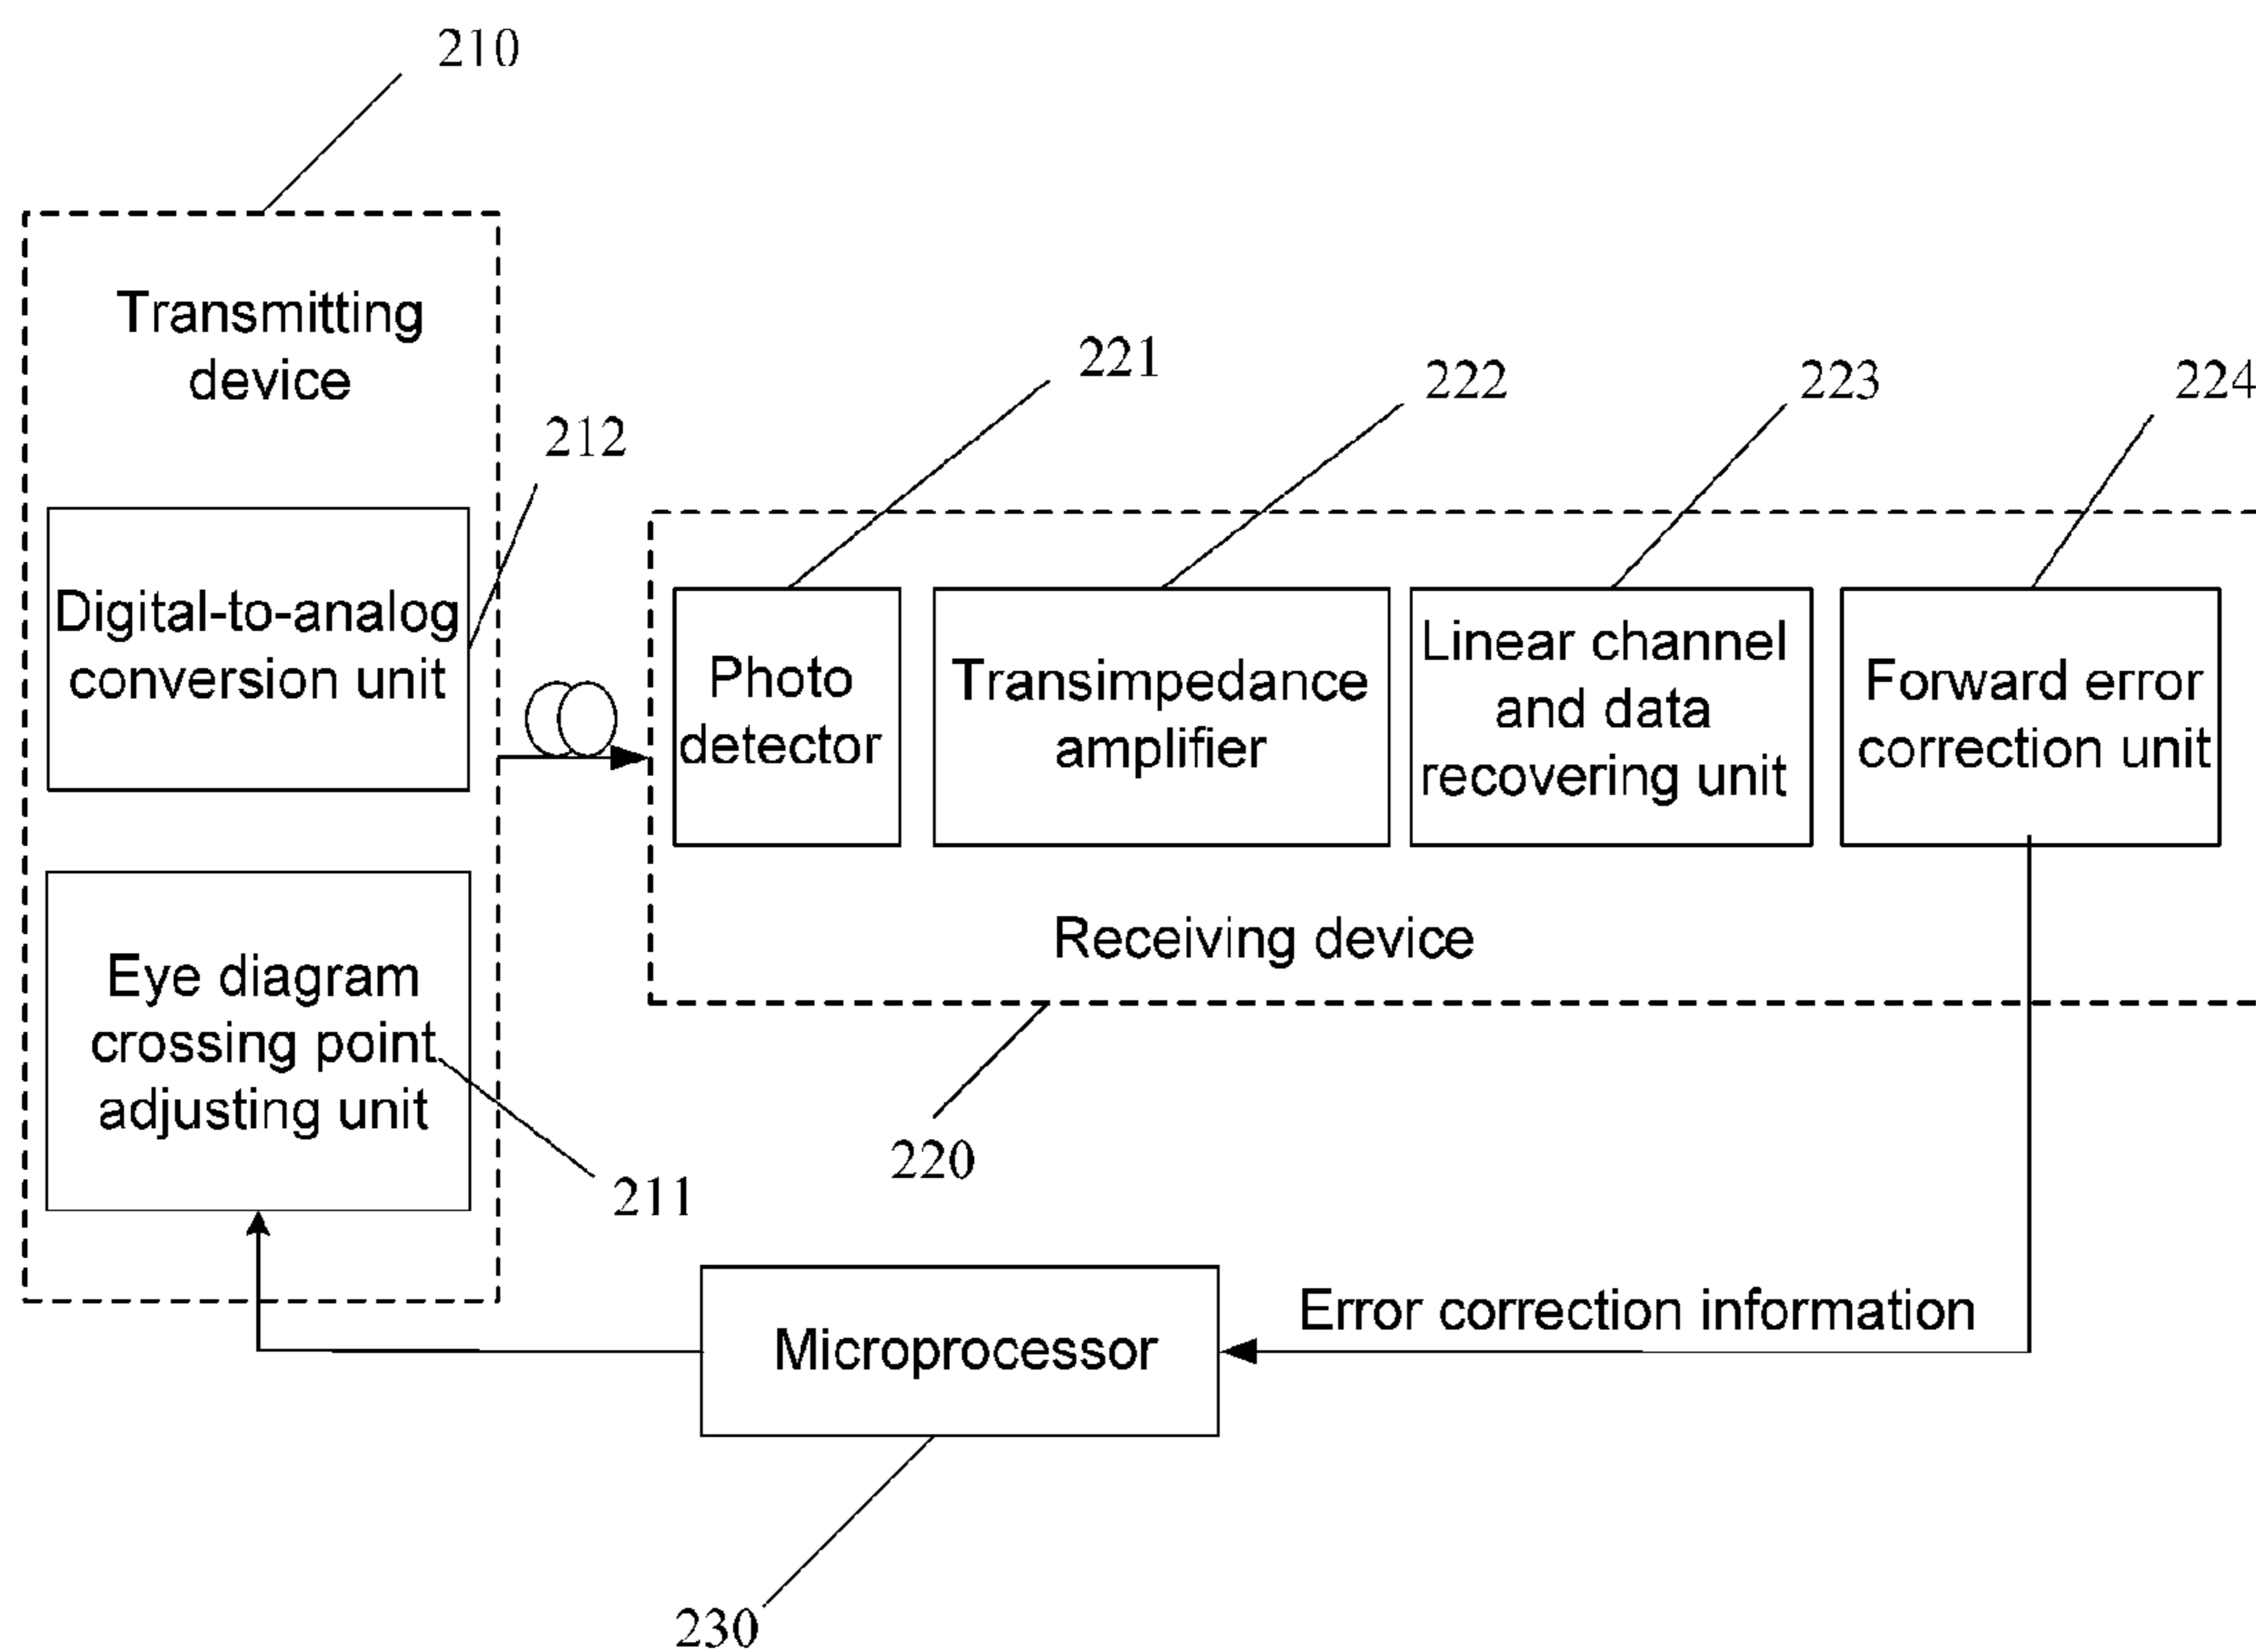 210
Transmitting
device
212
Digital-to-analog
conversion unit
Eye diagram
crossing point
adjusting unit
211
221
222
223
224
Photo
detector
Transimpedance
amplifier
Linear channel
and data
recovering unit
Forward error
correction unit
Receiving device
220
Error correction information
Microprocessor
230